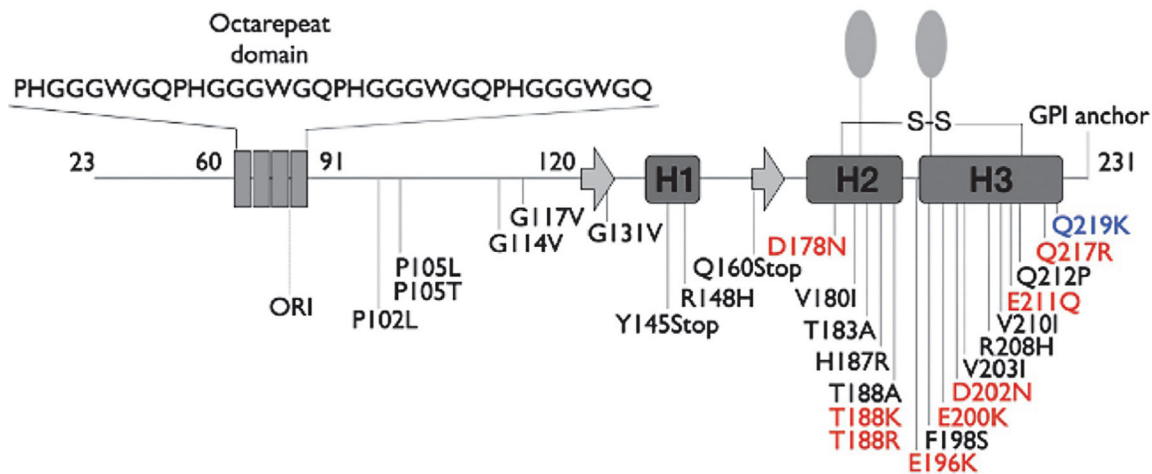 Octarepeat
domain
PHGGGWGQPHGGGWGQPHGGGWGQPHGGGWGQ
S-S
GPI anchor
23
60
91
120
231
H1
H2
H3
G117V
G114V
G131V
Q219K
D178N
Q217R
P105L
P105T
Q160Stop
Q212P
ORI
P102L
R148H
V180I
E211Q
Y145Stop
T183A
V210I
R208H
H187R
V203I
T188A
D202N
T188K
E200K
T188R
F198S
E196K